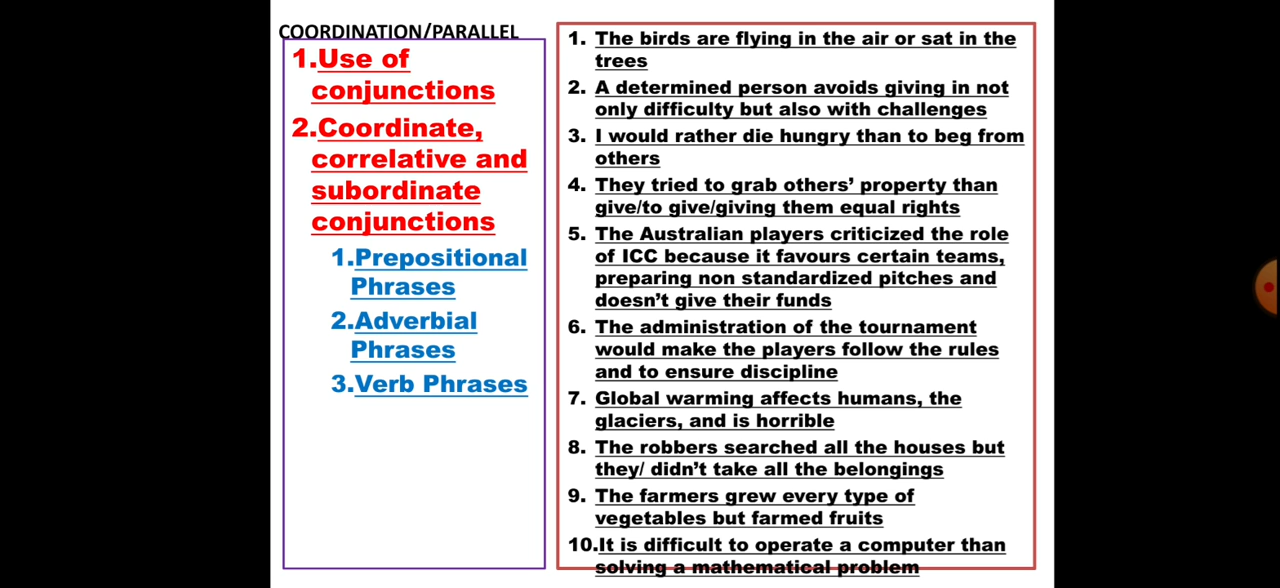 COORDINATION/PARALLEL
1.Use of
conjunctions
2.Coordinate,
correlative and
subordinate
conjunctions
1.Prepositional
Phrases
2.Adverbial
Phrases
3.Verb Phrases
1. The birds are flying in the air or sat in the
trees
2. A determined person avoids giving in not
only difficulty but also with challenges
3. I would rather die hungry than to beg from
others
4. They tried to grab others’ property than
give/to give/giving them equal rights
5. The Australian players criticized the role
of ICC because it favours certain teams,
preparing non standardized pitches and
doesn’t give their funds
6. The administration of the tournament
would make the players follow the rules
and to ensure discipline
7. Global warming affects humans, the
glaciers, and is horrible
8. The robbers searched all the houses but
they/ didn’t take all the belongings
9. The farmers grew every type of
vegetables but farmed fruits
10.It is difficult to operate a computer than
solving a mathematical problem